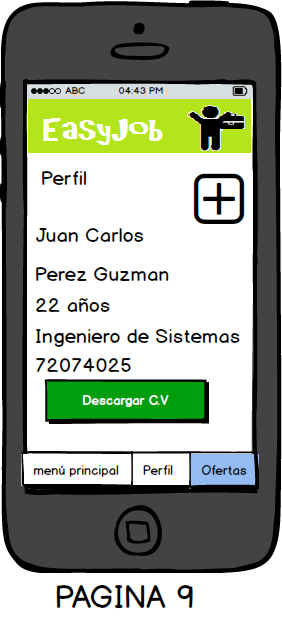 ABC 04:43 PM
EasyJob
Perfil
Juan Carlos
Perez Guzman
22 años
Ingeniero de Sistemas
72074025
Descargar C.V
menú principal Perfil Ofertas
PAGINA 9